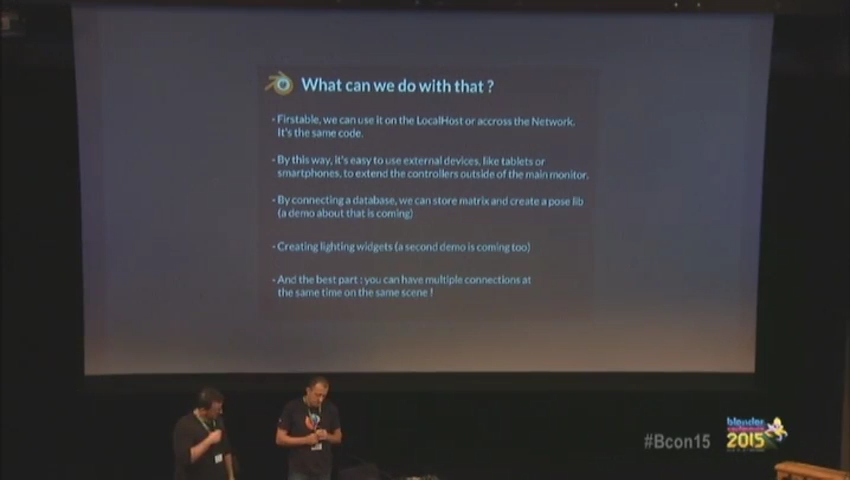 What can we do with that ?
- Firstable, we can use it on the LocalHost or accross the Network.
It's the same code.
- By this way, it's easy to use external devices, like tablets or
smartphones, to extend the controllers outside of the main monitor.
- By connecting a database, we can store matrix and create a pose lib
(a demo about that is coming)
- Creating lighting widgets (a second demo is coming too)
- And the best part : you can have multiple connections at
the same time on the same scene !
#Bcon15
blender
2015